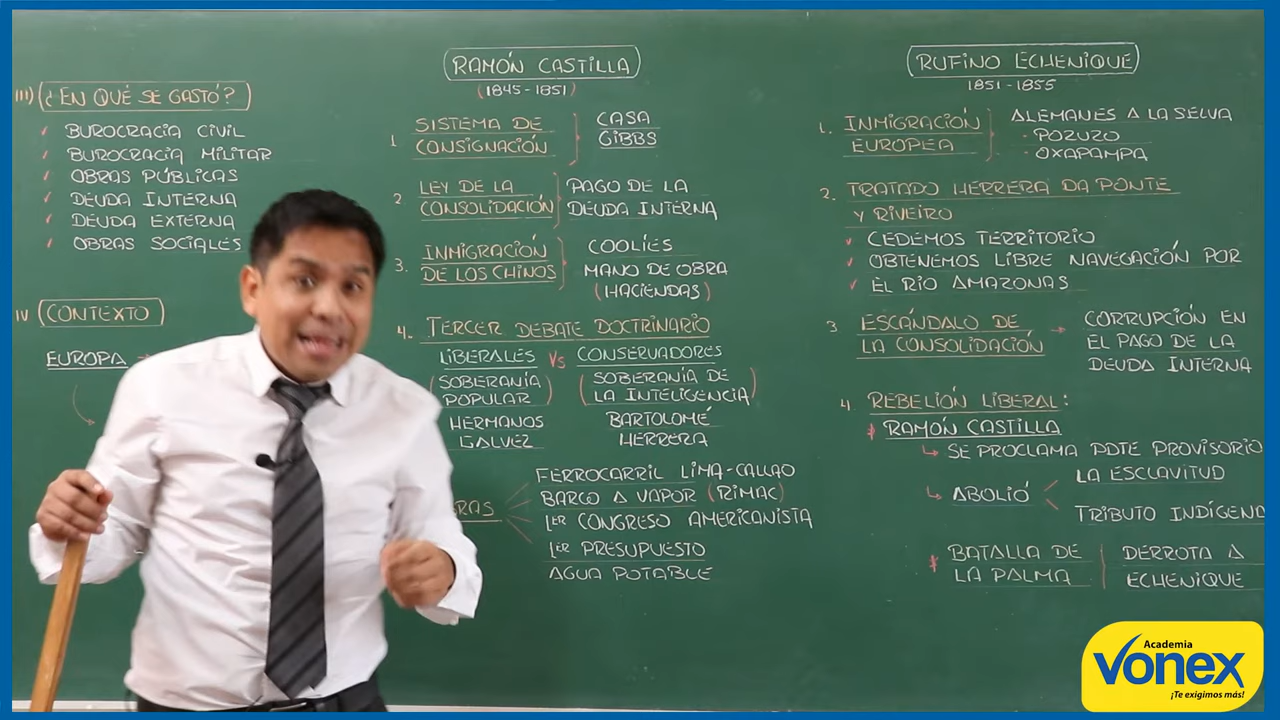 III) ¿EN QUÉ SE GASTÓ?
✓ BUROCRACIA CIVIL
✓ BUROCRACIA MILITAR
✓ OBRAS PÚBLICAS
✓ DEUDA INTERNA
✓ DEUDA EXTERNA
✓ OBRAS SOCIALES
IV (CONTEXTO)
EUROPA →
RAMÓN CASTILLA
(1845-1851)
1. SISTEMA DE
CONSIGNACIÓN
CASA
GIBBS
2 LEY DE LA
CONSOLIDACIÓN
PAGO DE LA
DEUDA INTERNA
3. INMIGRACIÓN
DE LOS CHINOS
COOLÍES
MANO DE OBRA
(HACIENDAS)
4. TERCER DEBATE DOCTRINARIO
LIBERALES VS CONSERVADORES
(SOBERANÍA
POPULAR)
(SOBERANÍA DE
LA INTELIGENCIA)
HERMANOS
GALVEZ
BARTOLOMÉ
HERRERA
FERROCARRIL LIMA-CALLAO
BARCO A VAPOR (RIMAC)
1ER CONGRESO AMERICANISTA
1ER PRESUPUESTO
AGUA POTABLE
RUFINO ECHENIQUE
1851-1855
1. INMIGRACIÓN
EUROPEA
ALEMANES A LA SELVA
- POZUZO
- OXAPAMPA
2. TRATADO HERRERA DA PONTE
Y RIVEIRO
✓ CEDEMOS TERRITORIO
✓ OBTENEMOS LIBRE NAVEGACIÓN POR
✓ EL RIO AMAZONAS
3. ESCÁNDALO DE
LA CONSOLIDACIÓN
→ CORRUPCIÓN EN
EL PAGO DE LA
DEUDA INTERNA
4. REBELIÓN LIBERAL:
* RAMÓN CASTILLA
↳ SE PROCLAMA PDTE PROVISORIO
↳ ABOLIÓ < LA ESCLAVITUD
TRIBUTO INDÍGENA
* BATALLA DE
LA PALMA
DERROTA A
ECHENIQUE
Academia
Vonex
¡Te exigimos más!